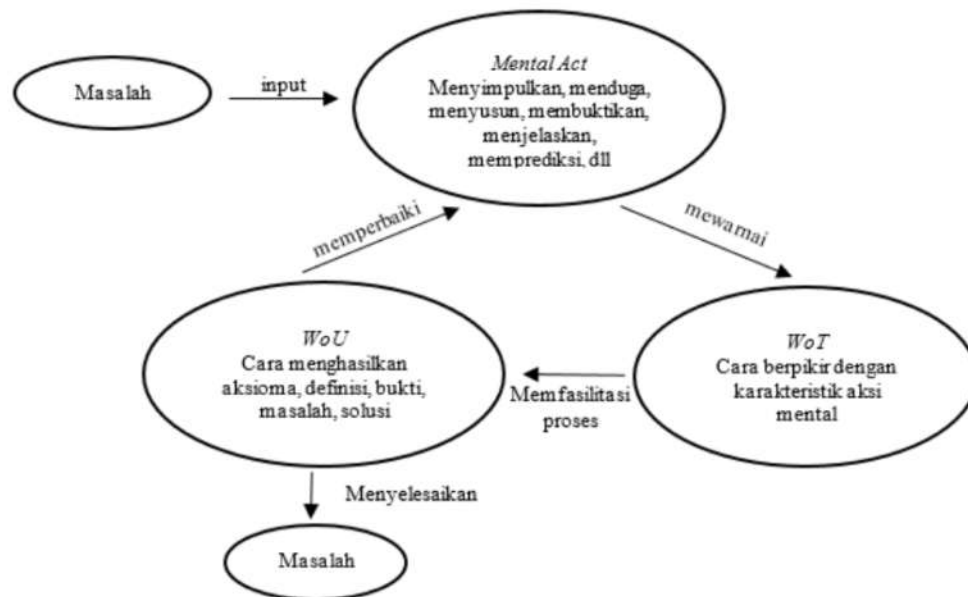 Masalah
input
Mental Act
Menyimpulkan, menduga,
menyusun, membuktikan,
menjelaskan,
memprediksi, dll
memperbaiki
mewarnai
WoU
Cara menghasilkan
aksioma, definisi, bukti,
masalah, solusi
Memfasilitasi
proses
WoT
Cara berpikir dengan
karakteristik aksi
mental
Menyelesaikan
Masalah